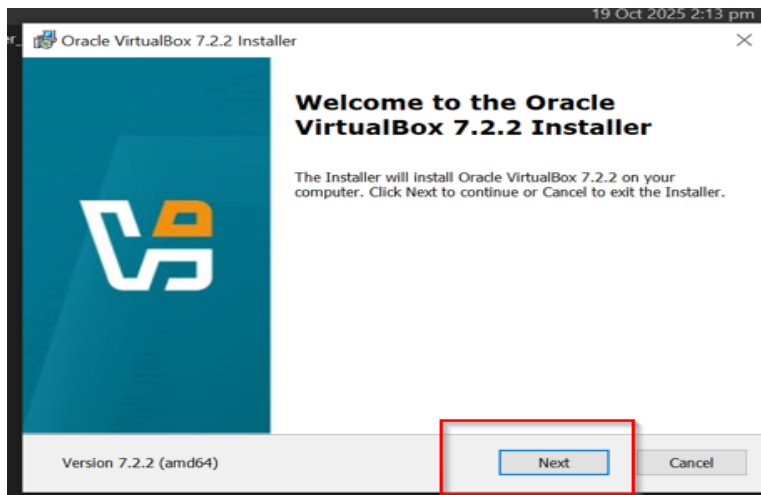 19 Oct 2025 2:13 pm
Oracle VirtualBox 7.2.2 Installer
Welcome to the Oracle
VirtualBox 7.2.2 Installer
The Installer will install Oracle VirtualBox 7.2.2 on your
computer. Click Next to continue or Cancel to exit the Installer.
Version 7.2.2 (amd64)
Next
Cancel